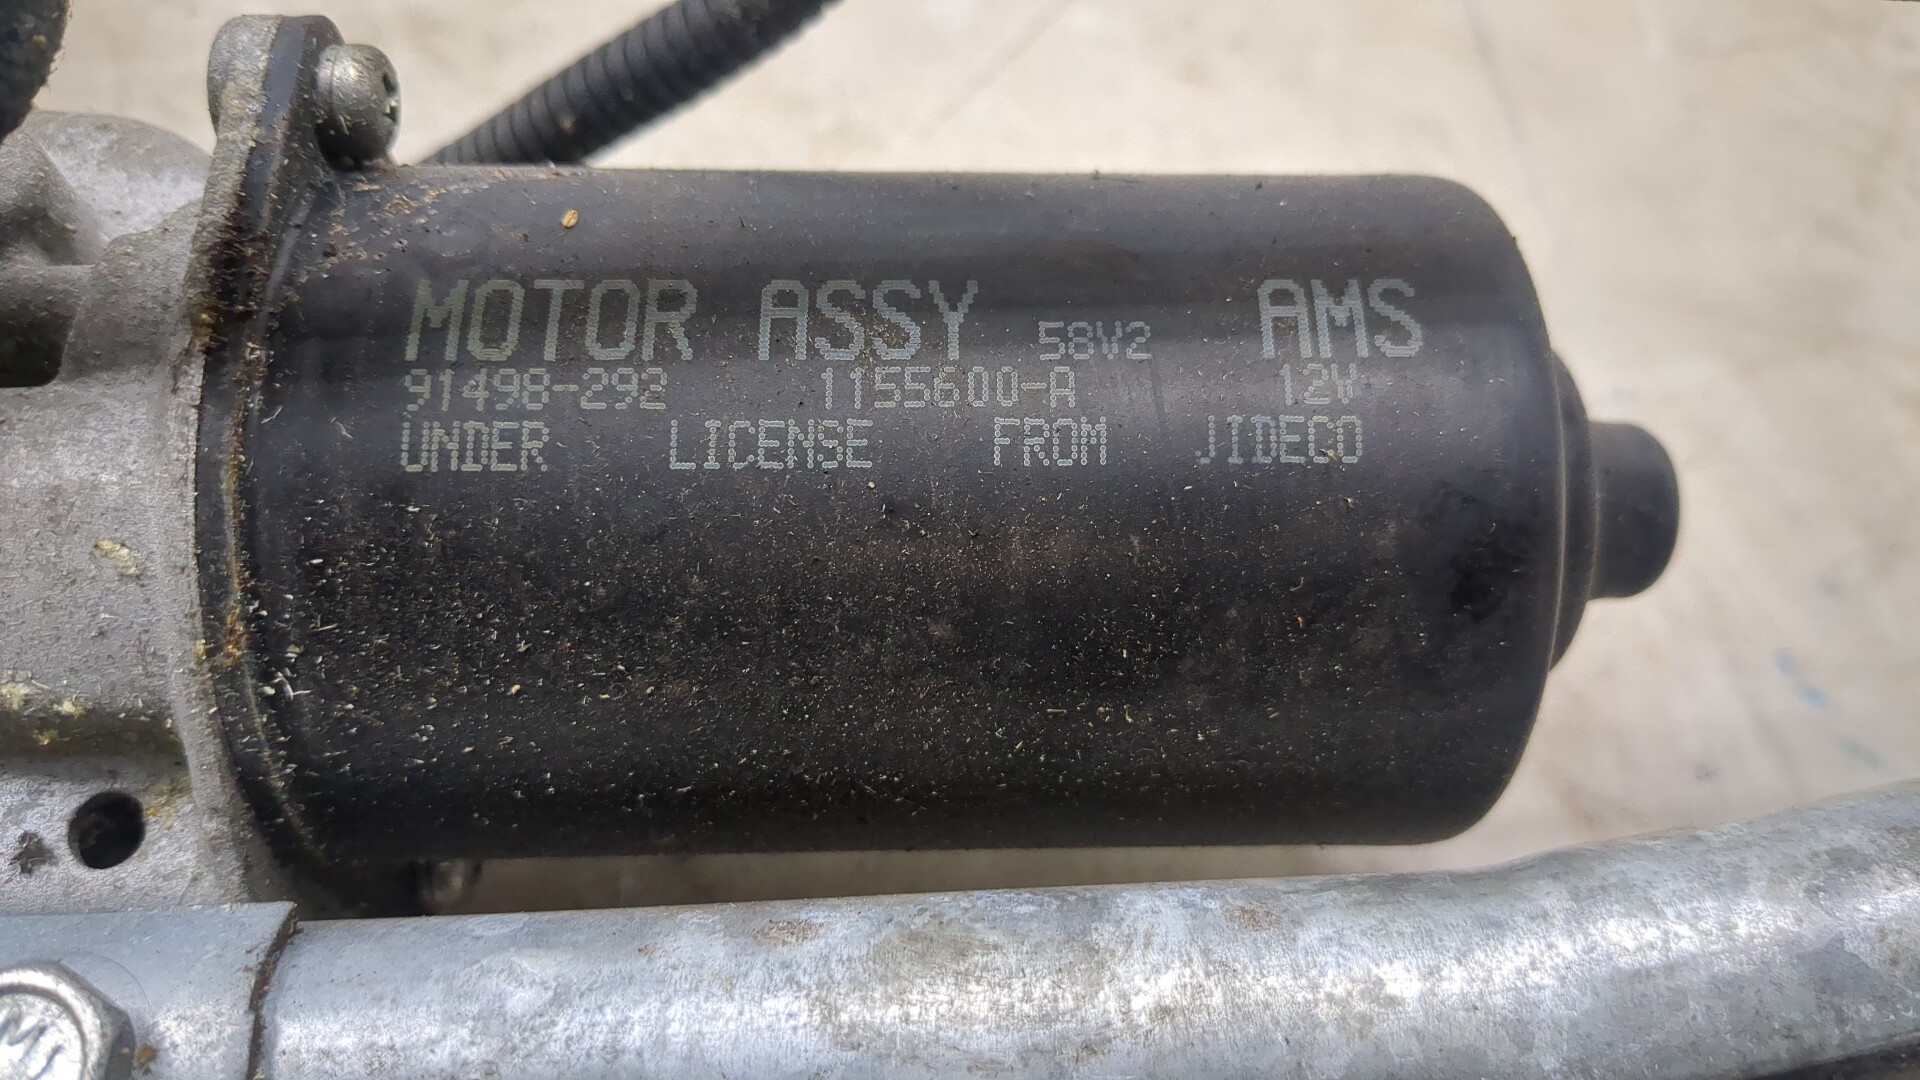 MOTOR ASSY 58V2 AMS
91498-292 1155600-A 12V
UNDER LICENSE FROM JIDECO